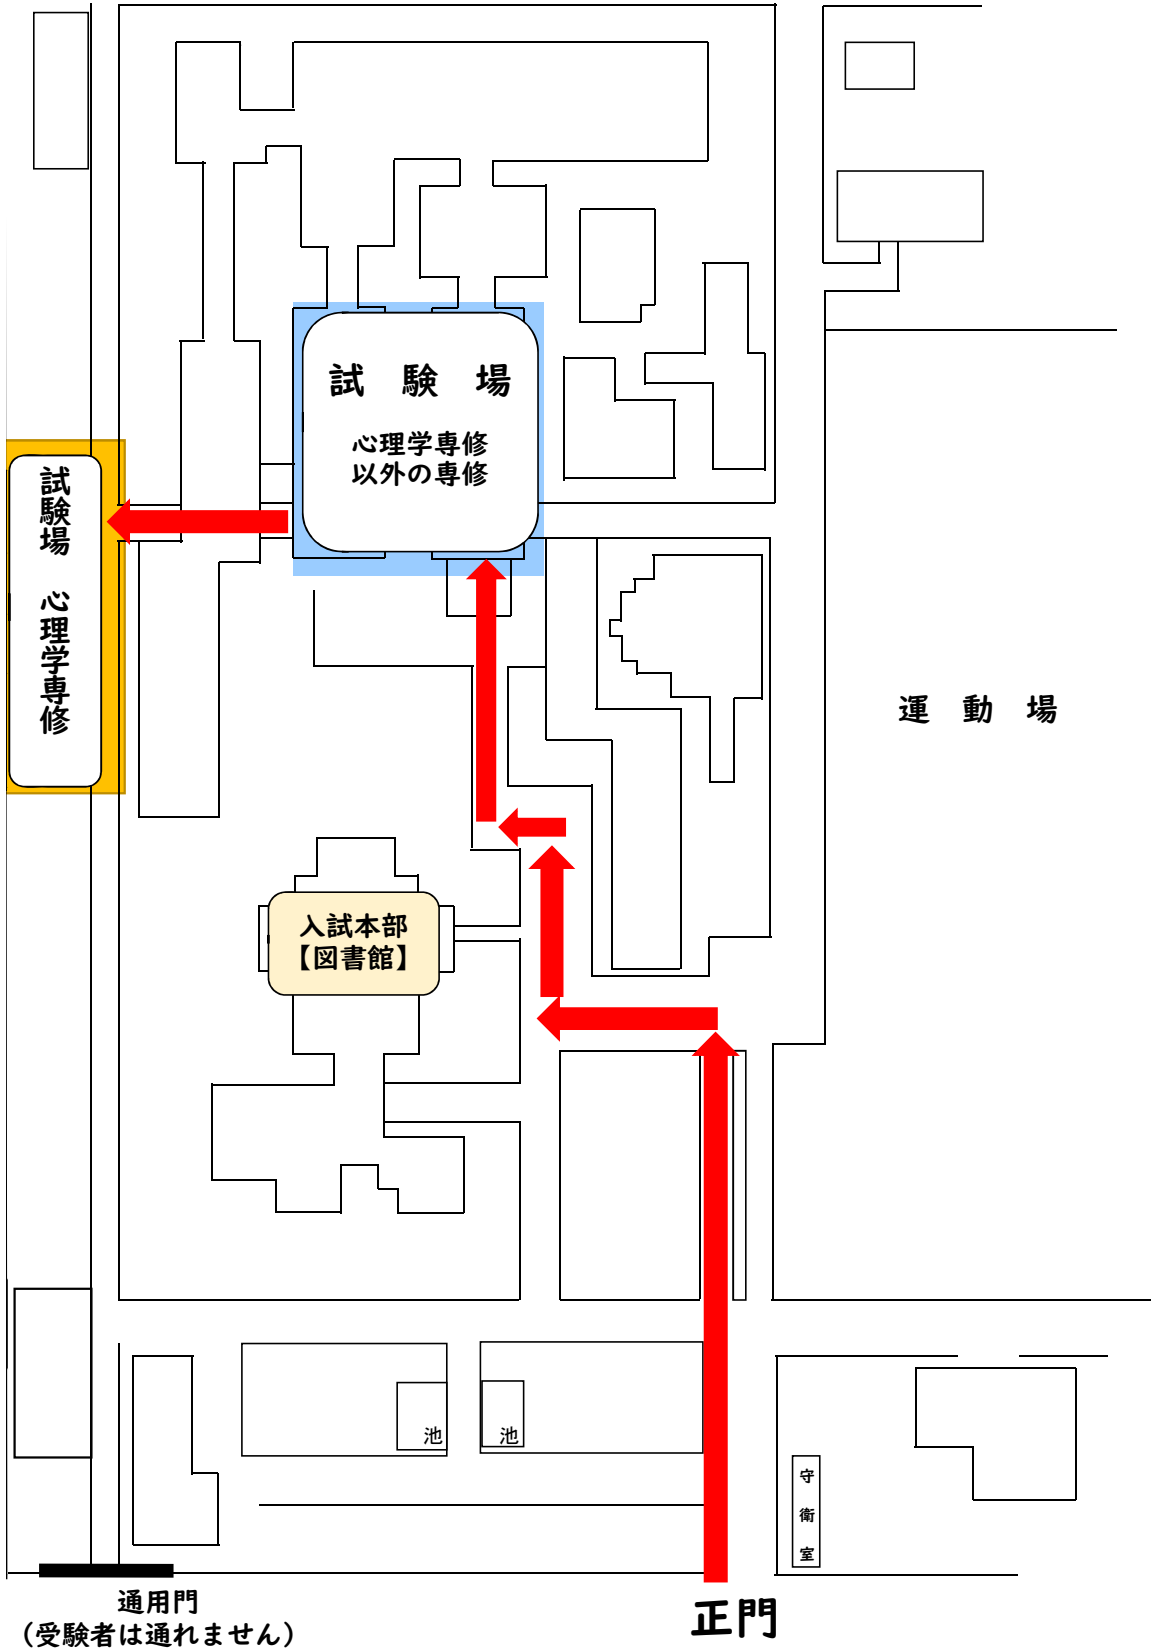 試 験 場
心理学専修
以外の専修
試験場 心理学専修
運 動 場
入試本部
【図書館】
池
池
守衛室
通用門
（受験者は通れません）
正門